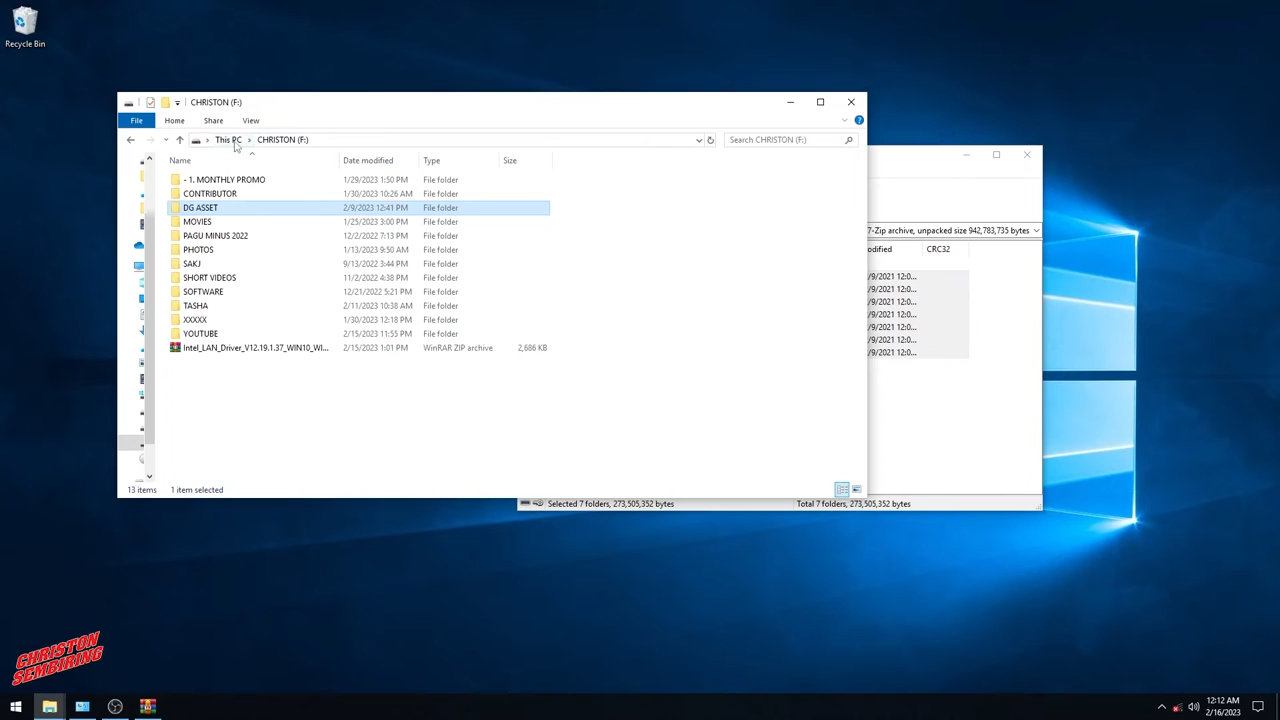 Recycle Bin
CHRISTON (F:)
File Home Share View
This PC CHRISTON (F:)
Search CHRISTON (F:)
Name Date modified Type Size
- 1. MONTHLY PROMO 1/29/2023 1:50 PM File folder
CONTRIBUTOR 1/30/2023 10:26 AM File folder
DG ASSET 2/9/2023 12:41 PM File folder
MOVIES 1/25/2023 3:00 PM File folder
PAGU MINUS 2022 12/2/2022 7:13 PM File folder
PHOTOS 1/13/2023 9:50 AM File folder
SAKJ 9/13/2022 3:44 PM File folder
SHORT VIDEOS 11/2/2022 4:38 PM File folder
SOFTWARE 12/21/2022 5:21 PM File folder
TASHA 2/11/2023 10:38 AM File folder
XXXXX 1/30/2023 12:18 PM File folder
YOUTUBE 2/15/2023 11:55 PM File folder
Intel_LAN_Driver_V12.19.1.37_WIN10_WI... 2/15/2023 1:01 PM WinRAR ZIP archive 2,686 KB
13 items 1 item selected
7-Zip archive, unpacked size 942,783,735 bytes
odified CRC32
/9/2021 12:0...
/9/2021 12:0...
/9/2021 12:0...
/9/2021 12:0...
/9/2021 12:0...
/9/2021 12:0...
/9/2021 12:0...
Selected 7 folders, 273,505,352 bytes Total 7 folders, 273,505,352 bytes
CHRISTON
SEMBIRING
12:12 AM
2/16/2023